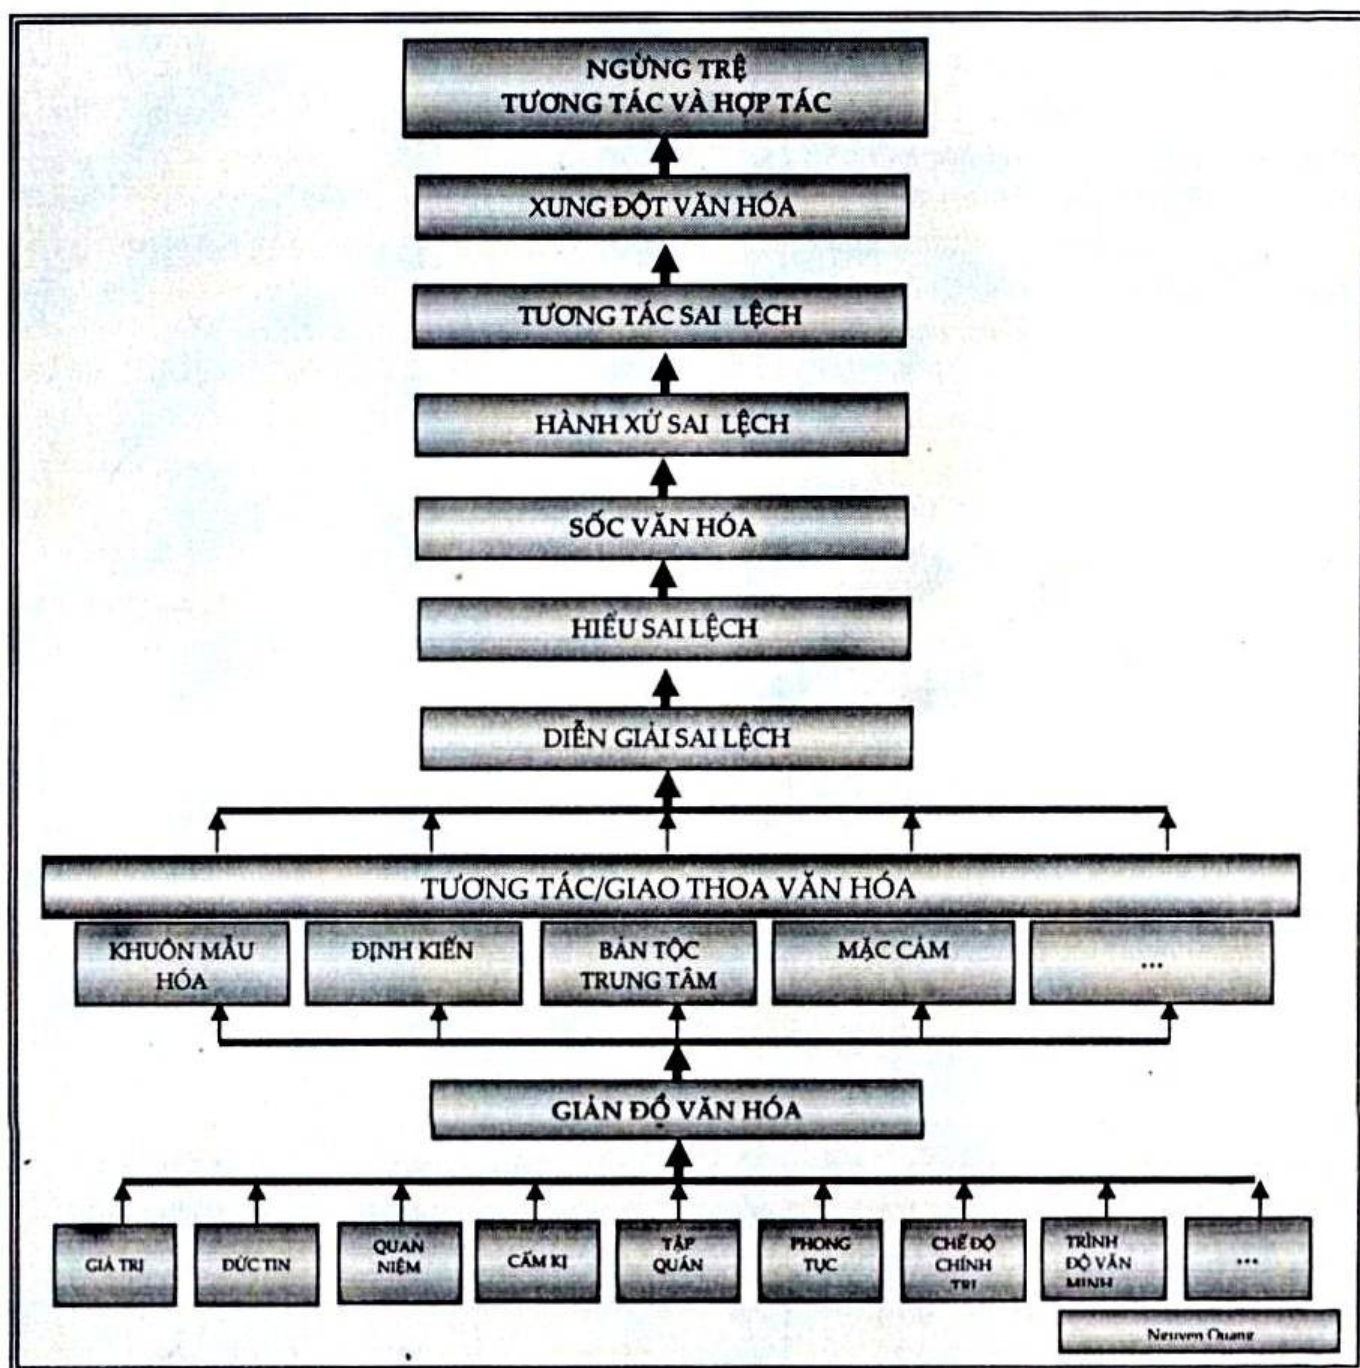 NGỪNG TRỆ
TƯƠNG TÁC VÀ HỢP TÁC
XUNG ĐỘT VĂN HÓA
TƯƠNG TÁC SAI LỆCH
HÀNH XỬ SAI LỆCH
SỐC VĂN HÓA
HIỂU SAI LỆCH
DIỄN GIẢI SAI LỆCH
TƯƠNG TÁC/GIAO THOA VĂN HÓA
KHUÔN MẪU
HÓA
ĐỊNH KIẾN
BẢN TỘC
TRUNG TÂM
MẶC CẢM
...
GIẢN ĐỒ VĂN HÓA
GIÁ TRỊ
ĐỨC TIN
QUAN
NIỆM
CẤM KỊ
TẬP
QUÁN
PHONG
TỤC
CHẾ ĐỘ
CHÍNH
TRỊ
TRÌNH
ĐỘ VĂN
MINH
...
Nguyen Quang